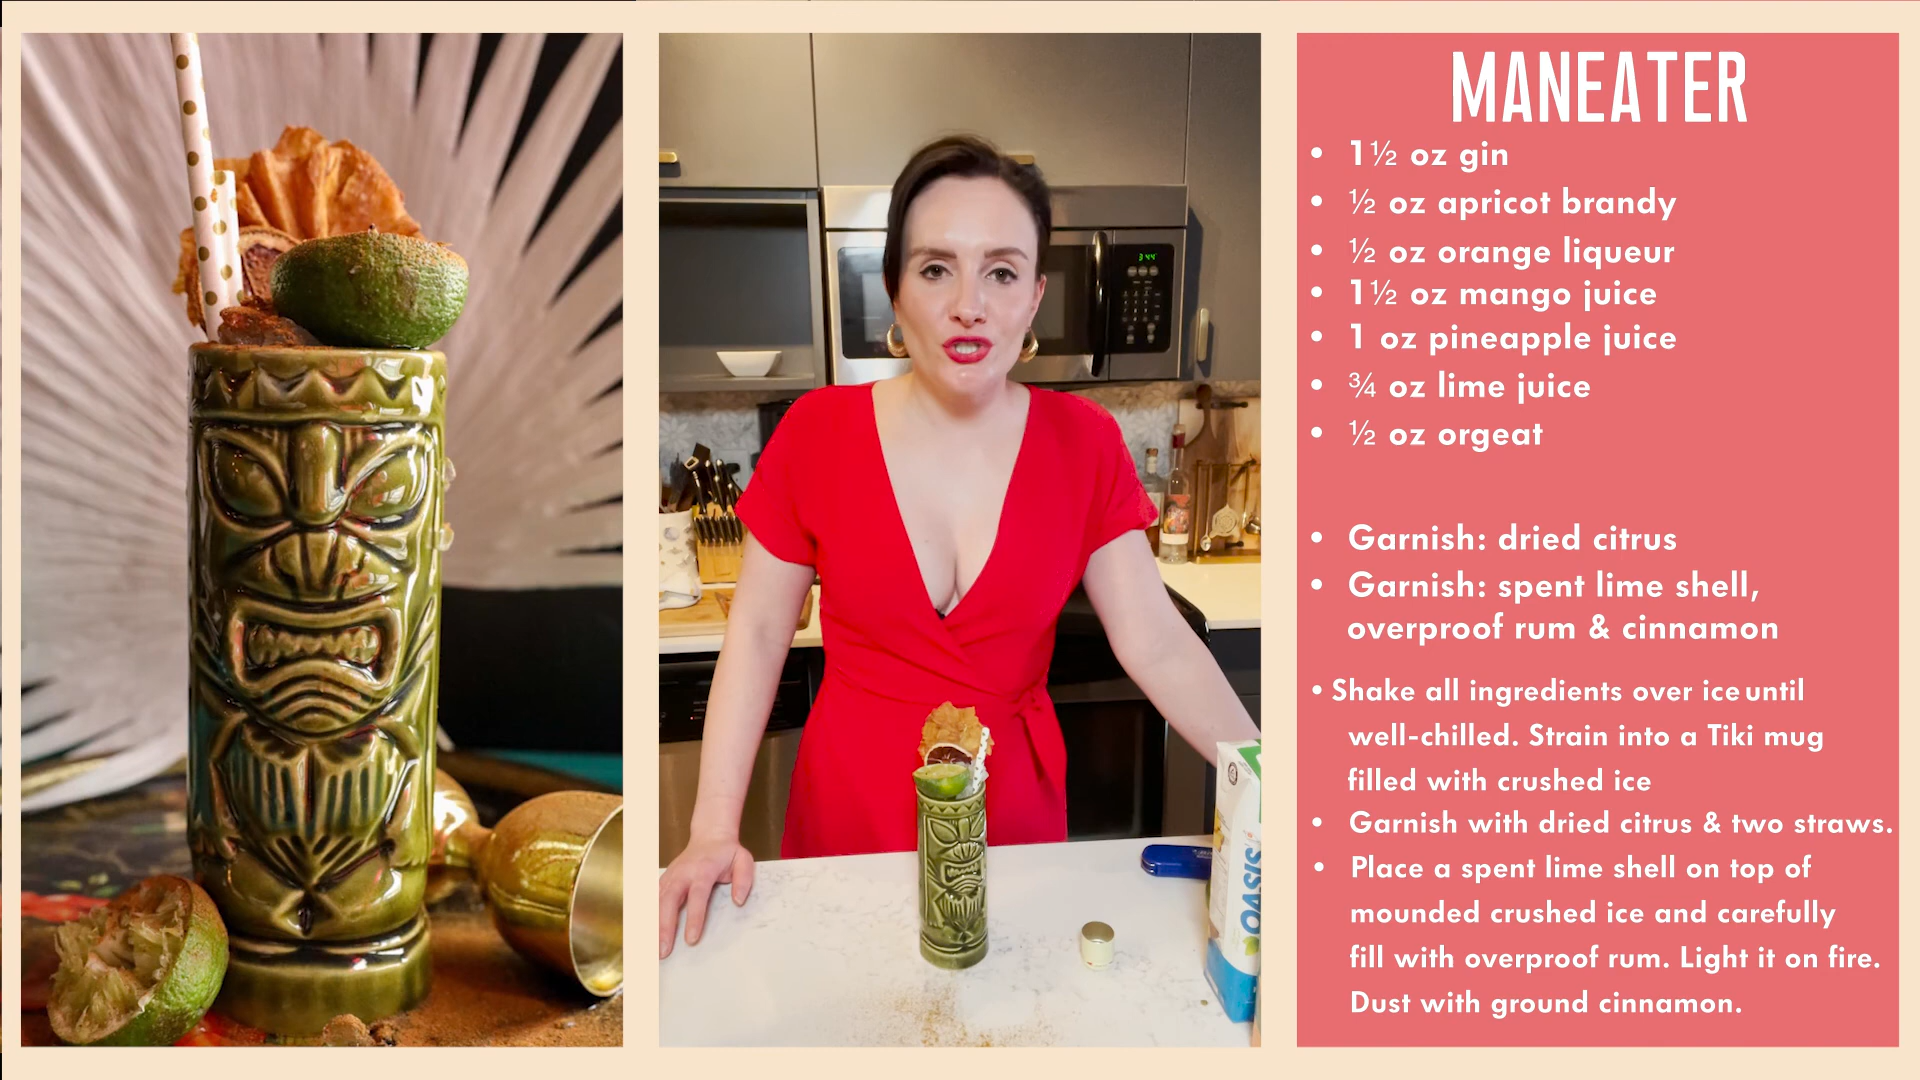 MANEATER
• 1½ oz gin
• ½ oz apricot brandy
• ½ oz orange liqueur
• 1½ oz mango juice
• 1 oz pineapple juice
• ¾ oz lime juice
• ½ oz orgeat
• Garnish: dried citrus
• Garnish: spent lime shell,
overproof rum & cinnamon
• Shake all ingredients over ice until
well-chilled. Strain into a Tiki mug
filled with crushed ice
• Garnish with dried citrus & two straws.
• Place a spent lime shell on top of
mounded crushed ice and carefully
fill with overproof rum. Light it on fire.
Dust with ground cinnamon.
3:44
OASIS